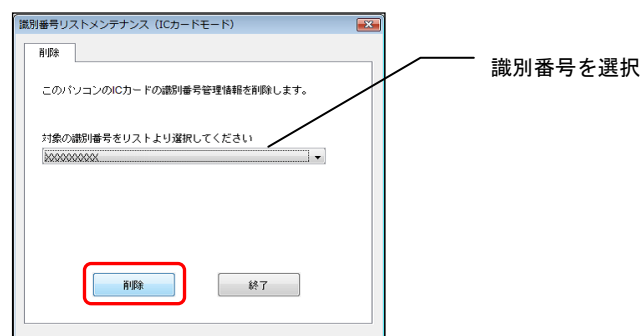 識別番号リストメンテナンス（ICカードモード）
削除
識別番号を選択
このパソコンのICカードの識別番号管理情報を削除します。
対象の識別番号をリストより選択してください
XXXXXXXXX
削除
終了